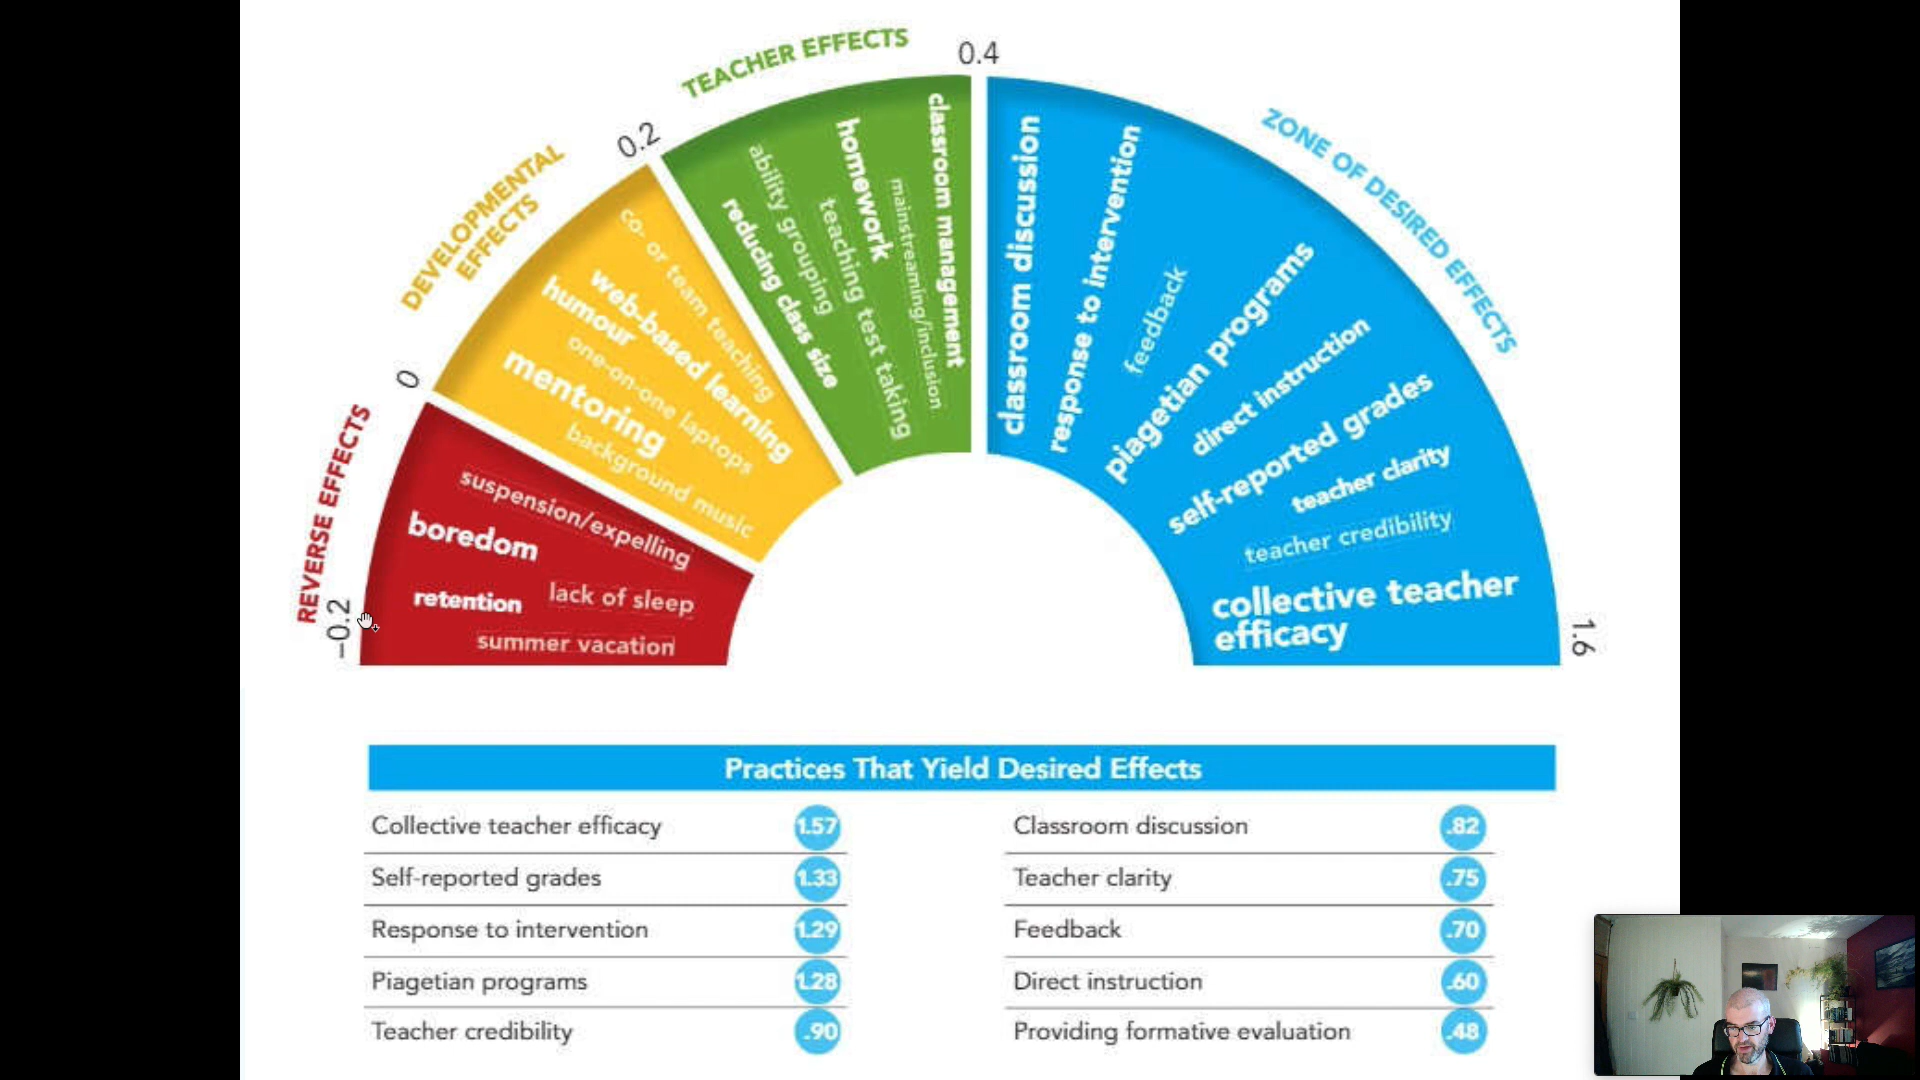 TEACHER EFFECTS
0.4
ZONE OF DESIRED EFFECTS
0.2
DEVELOPMENTAL
EFFECTS
0
REVERSE EFFECTS
–0.2
1.6
suspension/expelling
boredom
retention
lack of sleep
summer vacation
co- or team teaching
web-based learning
humour
one-on-one laptops
mentoring
background music
classroom management
mainstreaming/inclusion
homework
teaching test taking
ability grouping
reducing class size
classroom discussion
response to intervention
feedback
piagetian programs
direct instruction
self-reported grades
teacher clarity
teacher credibility
collective teacher
efficacy
Practices That Yield Desired Effects
Collective teacher efficacy 1.57
Self-reported grades 1.33
Response to intervention 1.29
Piagetian programs 1.28
Teacher credibility .90
Classroom discussion .82
Teacher clarity .75
Feedback .70
Direct instruction .60
Providing formative evaluation .48